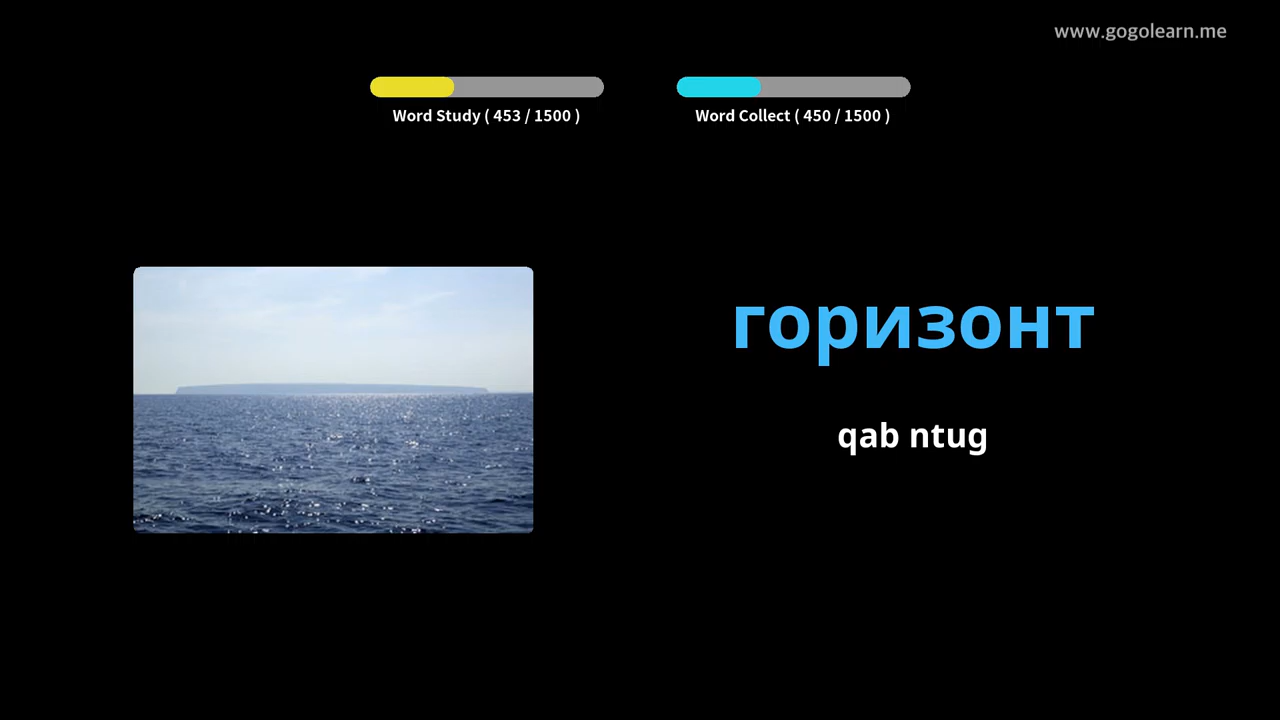 www.gogolearn.me
Word Study ( 453 / 1500 )
Word Collect ( 450 / 1500 )
горизонт
qab ntug